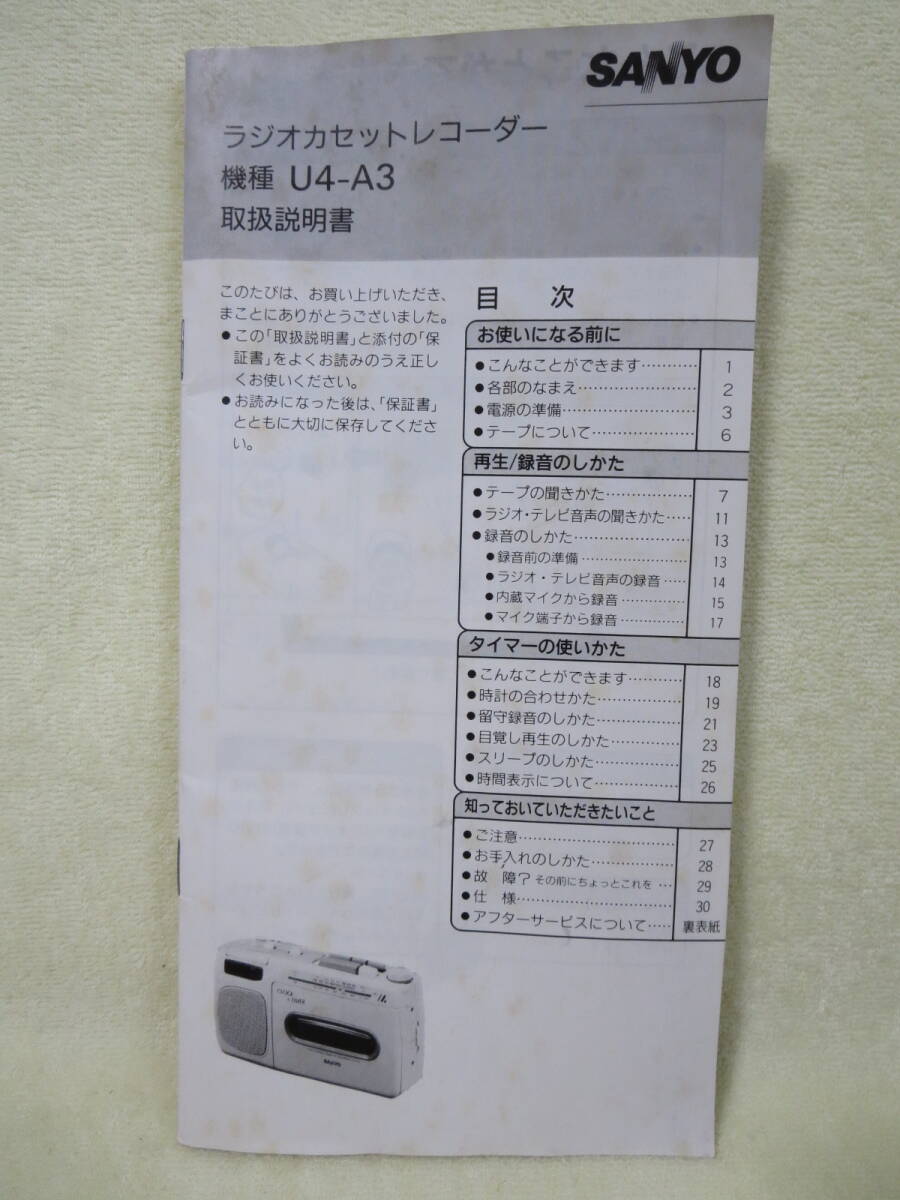 SANYO
ラジオカセットレコーダー
機種 U4-A3
取扱説明書
このたびは、お買い上げいただき、
まことにありがとうございました。
●この「取扱説明書」と添付の「保
証書」をよくお読みのうえ正し
くお使いください。
●お読みになった後は、「保証書」
とともに大切に保存してくださ
い。
目 次
お使いになる前に
●こんなことができます………… 1
●各部のなまえ………………… 2
●電源の準備…………………… 3
●テープについて……………… 6
再生/録音のしかた
●テープの聞きかた……………… 7
●ラジオ・テレビ音声の聞きかた…… 11
●録音のしかた…………………… 13
●録音前の準備………………… 13
●ラジオ・テレビ音声の録音…… 14
●内蔵マイクから録音………… 15
●マイク端子から録音………… 17
タイマーの使いかた
●こんなことができます………… 18
●時計の合わせかた……………… 19
●留守録音のしかた……………… 21
●目覚し再生のしかた…………… 23
●スリープのしかた……………… 25
●時間表示について……………… 26
知っておいていただきたいこと
●ご注意…………………………… 27
●お手入れのしかた……………… 28
●故 障? その前にちょっとこれを… 29
●仕 様…………………………… 30
●アフターサービスについて…… 裏表紙
SANYO